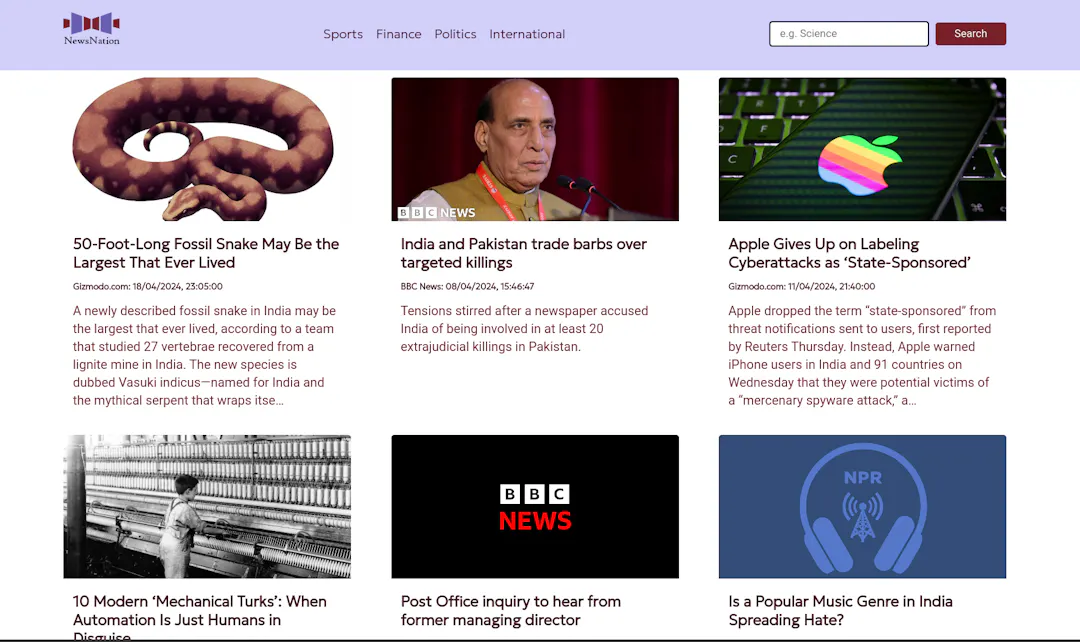 NewsNation
Sports Finance Politics International
e.g. Science
Search
BBC NEWS
F
C
50-Foot-Long Fossil Snake May Be the
Largest That Ever Lived
Gizmodo.com: 18/04/2024, 23:05:00
A newly described fossil snake in India may be
the largest that ever lived, according to a team
that studied 27 vertebrae recovered from a
lignite mine in India. The new species is
dubbed Vasuki indicus—named for India and
the mythical serpent that wraps itse…
India and Pakistan trade barbs over
targeted killings
BBC News: 08/04/2024, 15:46:47
Tensions stirred after a newspaper accused
India of being involved in at least 20
extrajudicial killings in Pakistan.
Apple Gives Up on Labeling
Cyberattacks as ‘State-Sponsored’
Gizmodo.com: 11/04/2024, 21:40:00
Apple dropped the term “state-sponsored” from
threat notifications sent to users, first reported
by Reuters Thursday. Instead, Apple warned
iPhone users in India and 91 countries on
Wednesday that they were potential victims of
a “mercenary spyware attack,” a…
BBC
NEWS
NPR
10 Modern ‘Mechanical Turks’: When
Automation Is Just Humans in
Disguise
Post Office inquiry to hear from
former managing director
Is a Popular Music Genre in India
Spreading Hate?